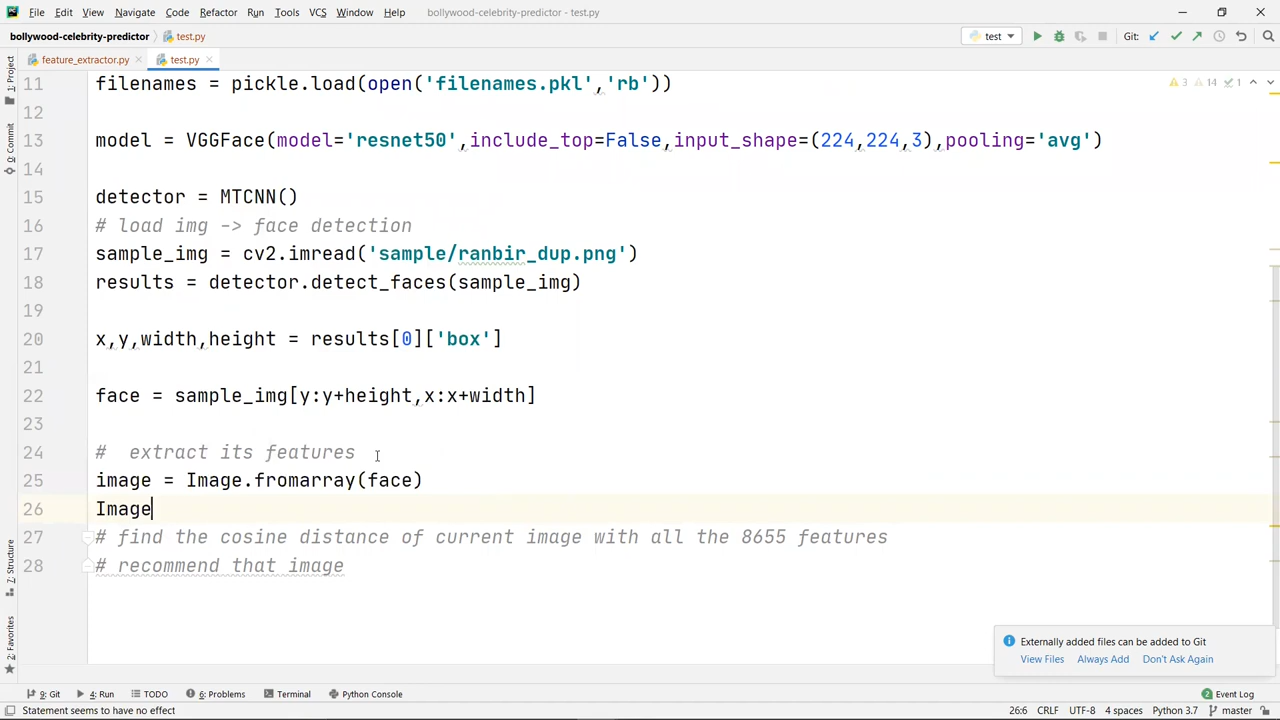 File Edit View Navigate Code Refactor Run Tools VCS Window Help bollywood-celebrity-predictor - test.py
bollywood-celebrity-predictor test.py test Git:
feature_extractor.py test.py
1: Project
0: Commit
7: Structure
2: Favorites
3 14 1
11 filenames = pickle.load(open('filenames.pkl','rb'))
12
13 model = VGGFace(model='resnet50',include_top=False,input_shape=(224,224,3),pooling='avg')
14
15 detector = MTCNN()
16 # load img -> face detection
17 sample_img = cv2.imread('sample/ranbir_dup.png')
18 results = detector.detect_faces(sample_img)
19
20 x,y,width,height = results[0]['box']
21
22 face = sample_img[y:y+height,x:x+width]
23
24 #  extract its features
25 image = Image.fromarray(face)
26 Image
27 # find the cosine distance of current image with all the 8655 features
28 # recommend that image
Externally added files can be added to Git
View Files Always Add Don't Ask Again
9: Git 4: Run TODO 6: Problems Terminal Python Console 2 Event Log
Statement seems to have no effect 26:6 CRLF UTF-8 4 spaces Python 3.7 master